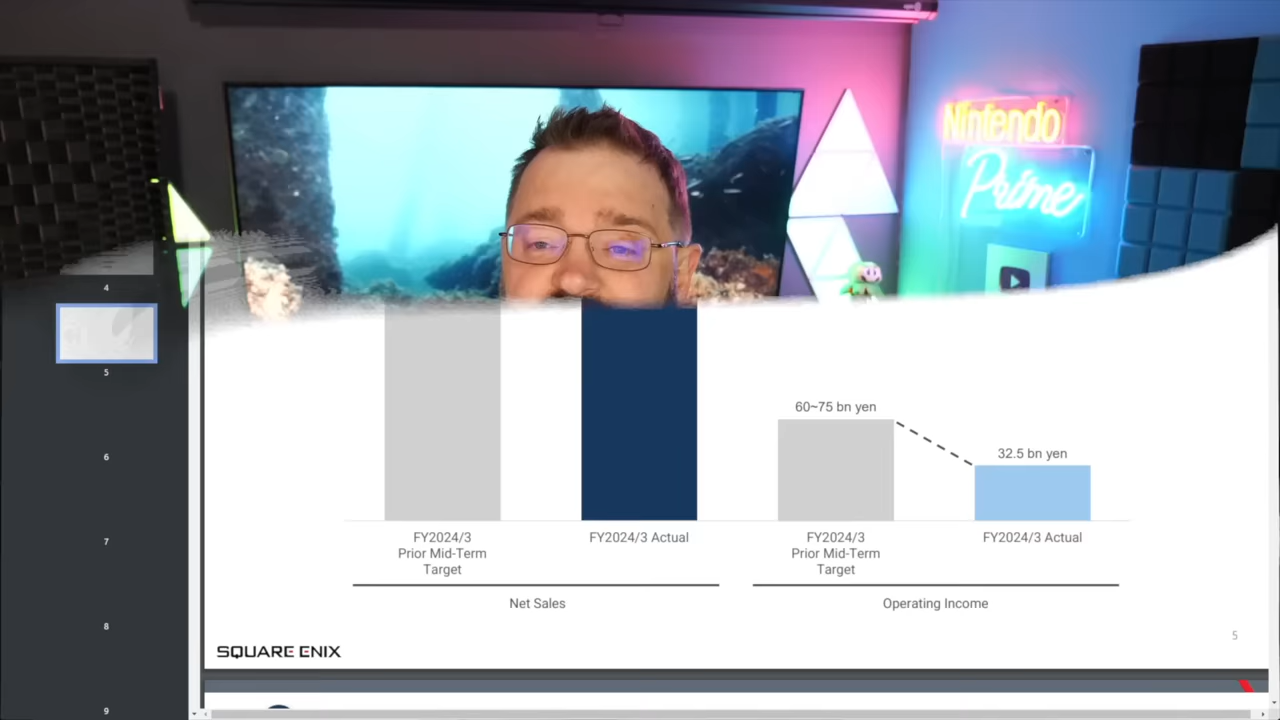 Nintendo
Prime
4
5
6
7
8
9
60~75 bn yen
32.5 bn yen
FY2024/3
Prior Mid-Term
Target
FY2024/3 Actual
FY2024/3
Prior Mid-Term
Target
FY2024/3 Actual
Net Sales
Operating Income
5
SQUARE ENIX